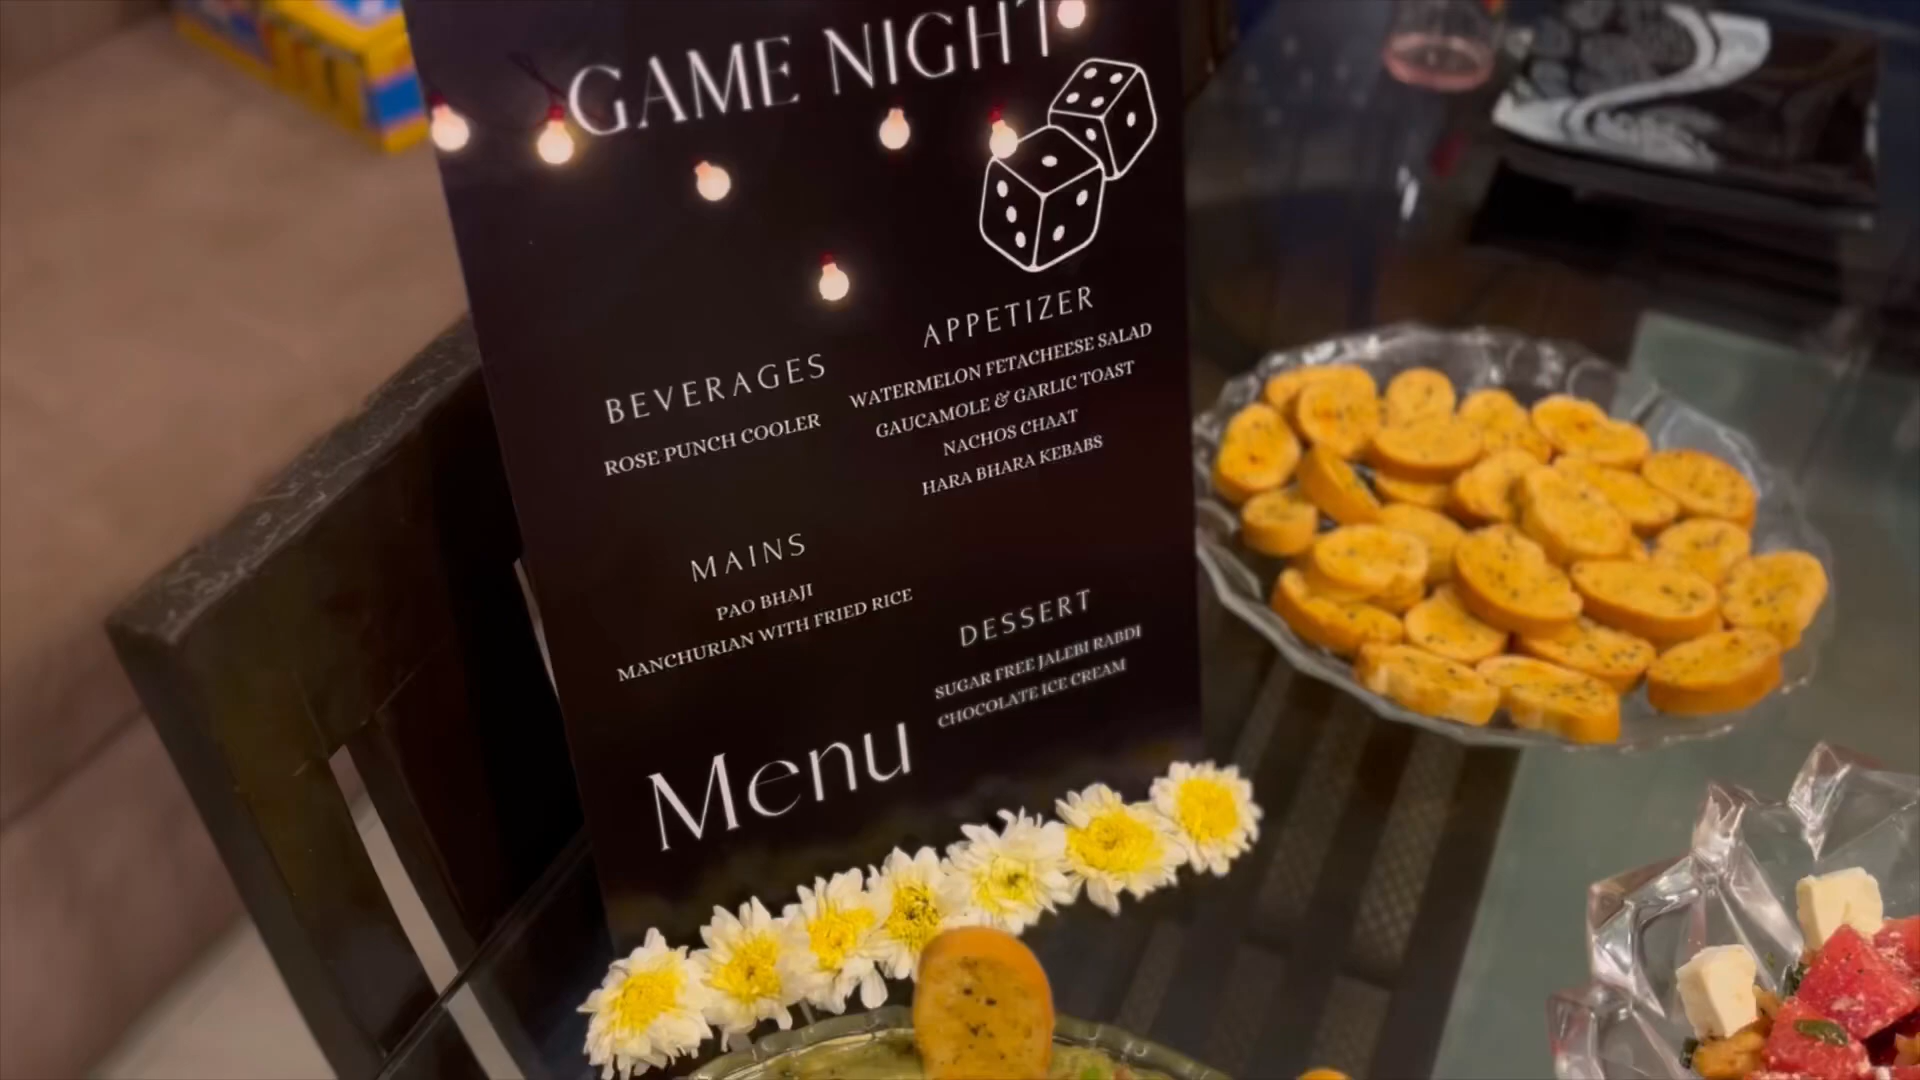 GAME NIGHT
BEVERAGES
ROSE PUNCH COOLER
APPETIZER
WATERMELON FETACHEESE SALAD
GAUCAMOLE & GARLIC TOAST
NACHOS CHAAT
HARA BHARA KEBABS
MAINS
PAO BHAJI
MANCHURIAN WITH FRIED RICE
DESSERT
SUGAR FREE JALEBI RABDI
CHOCOLATE ICE CREAM
Menu